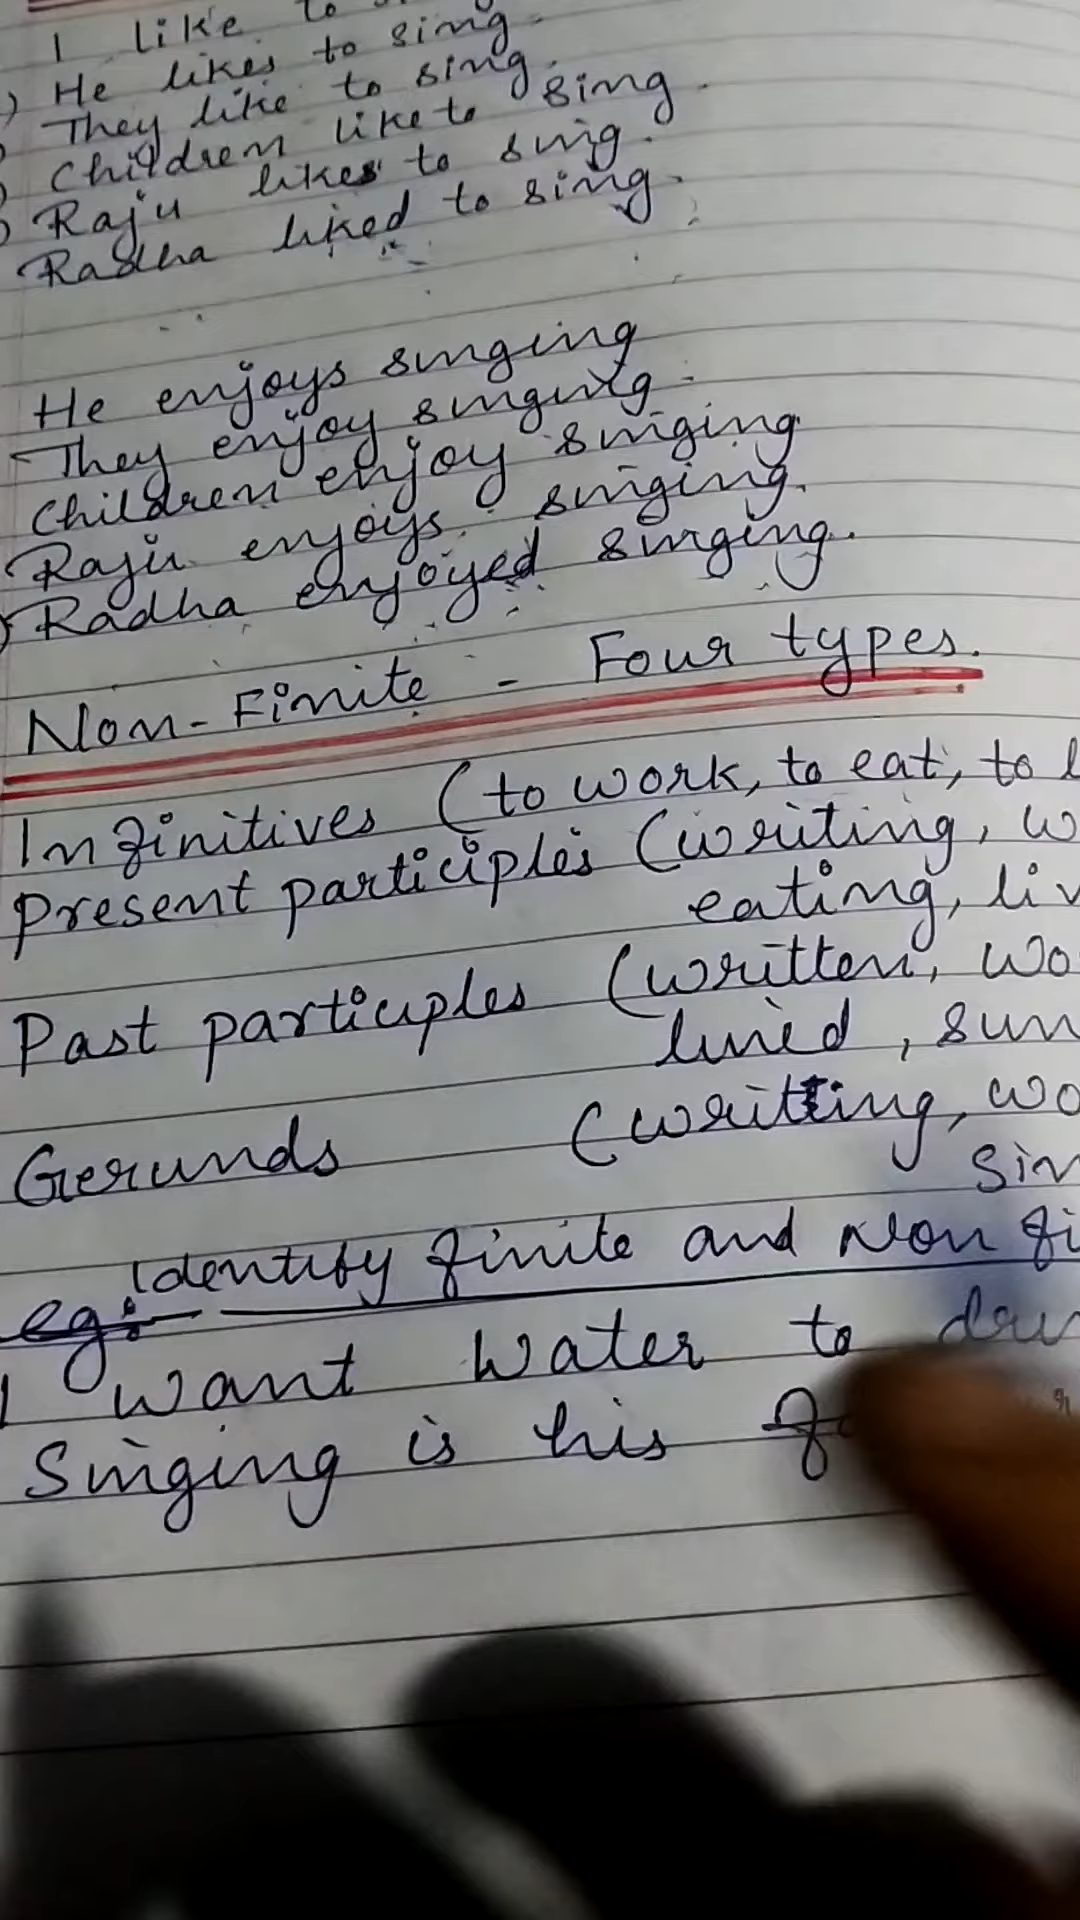 I like to
He likes to sing.
They like to sing.
Children like to sing.
Raju likes to sing.
Radha liked to sing.
He enjoys singing
They enjoy singing.
Children enjoy singing
Raju enjoys singing.
Radha enjoyed singing.
Non-Finite - Four types.
Infinitives (to work, to eat, to
Present participles (writing,
eating,
Past participles (written,
lived,
Gerunds (writing,
Identify finite and Non
eg:
I want water to
Singing is his